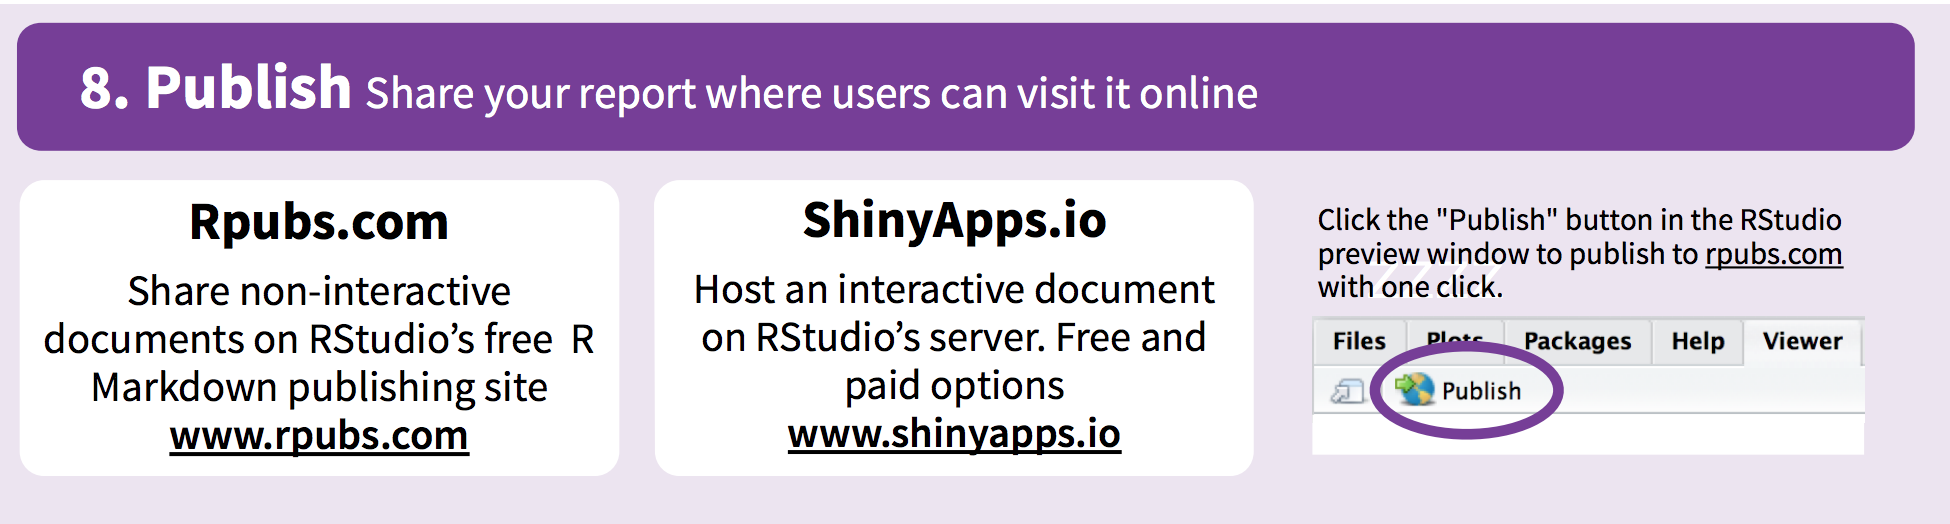 8. Publish Share your report where users can visit it online
Rpubs.com
Share non-interactive
documents on RStudio’s free R
Markdown publishing site
www.rpubs.com
ShinyApps.io
Host an interactive document
on RStudio’s server. Free and
paid options
www.shinyapps.io
Click the "Publish" button in the RStudio
preview window to publish to rpubs.com
with one click.
Files Plots Packages Help Viewer
Publish